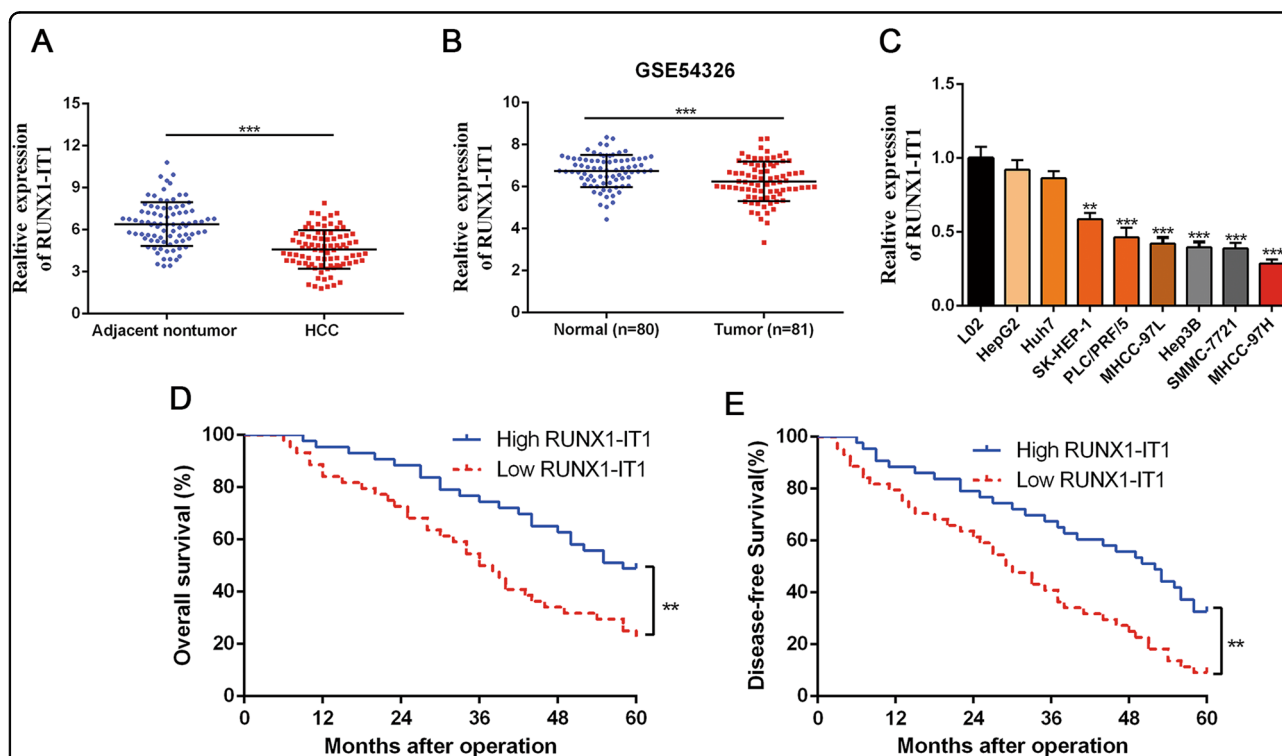 A
Realtive expression
of RUNX1-IT1
15
12
9
6
3
0
***
Adjacent nontumor
HCC
B
GSE54326
Realtive expression
of RUNX1-IT1
10
8
6
4
2
0
***
Normal (n=80)
Tumor (n=81)
C
Realtive expression
of RUNX1-IT1
1.5
1.0
0.5
0.0
**
***
***
***
***
***
L02
HepG2
Huh7
SK-HEP-1
PLC/PRF/5
MHCC-97L
Hep3B
SMMC-7721
MHCC-97H
D
Overall survival (%)
100
80
60
40
20
0
High RUNX1-IT1
Low RUNX1-IT1
**
0
12
24
36
48
60
Months after operation
E
Disease-free Survival(%)
100
80
60
40
20
0
High RUNX1-IT1
Low RUNX1-IT1
**
0
12
24
36
48
60
Months after operation